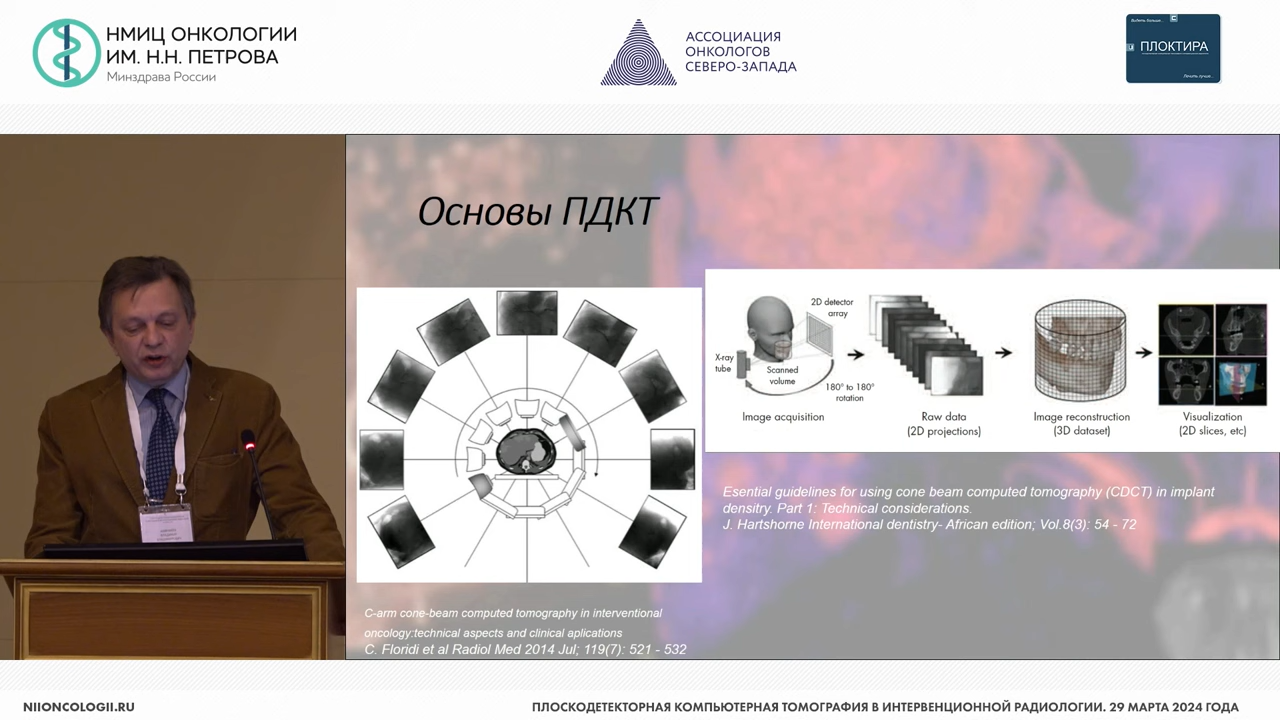 НМИЦ ОНКОЛОГИИ
ИМ. Н.Н. ПЕТРОВА
Минздрава России
АССОЦИАЦИЯ
ОНКОЛОГОВ
СЕВЕРО-ЗАПАДА
Видеть больше...
ПЛОКТИРА
Лечить лучше...
Основы ПДКТ
2D detector
array
X-ray
tube
Scanned
volume
180° to 180°
rotation
Image acquisition
Raw data
(2D projections)
Image reconstruction
(3D dataset)
Visualization
(2D slices, etc)
Esential guidelines for using cone beam computed tomography (CDCT) in implant
densitry. Part 1: Technical considerations.
J. Hartshorne International dentistry- African edition; Vol.8(3): 54 - 72
C-arm cone-beam computed tomography in interventional
oncology:technical aspects and clinical aplications
C. Floridi et al Radiol Med 2014 Jul; 119(7): 521 - 532
NIIONCOLOGII.RU
ПЛОСКОДЕТЕКТОРНАЯ КОМПЬЮТЕРНАЯ ТОМОГРАФИЯ В ИНТЕРВЕНЦИОННОЙ РАДИОЛОГИИ. 29 МАРТА 2024 ГОДА